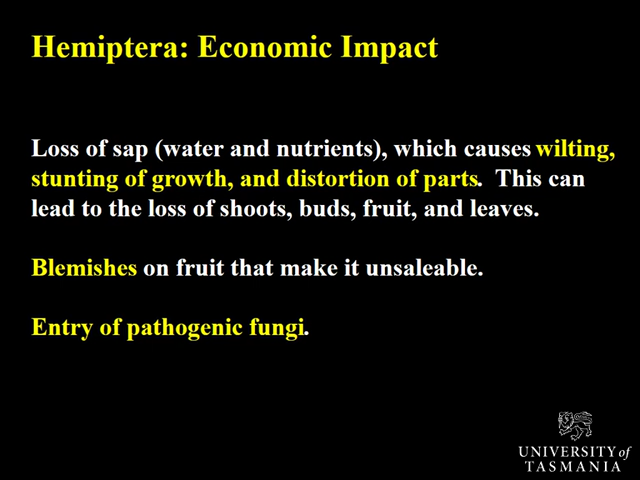 Hemiptera: Economic Impact
Loss of sap (water and nutrients), which causes wilting,
stunting of growth, and distortion of parts.  This can
lead to the loss of shoots, buds, fruit, and leaves.
Blemishes on fruit that make it unsaleable.
Entry of pathogenic fungi.
UNIVERSITY of
TASMANIA